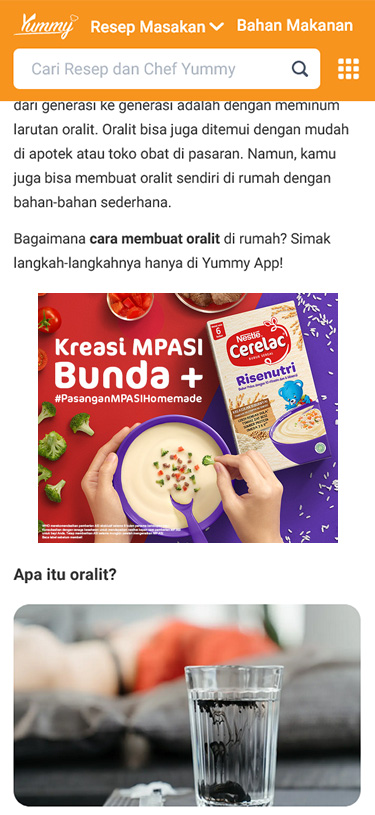 Yummy
Resep Masakan
Bahan Makanan
Cari Resep dan Chef Yummy
dari generasi ke generasi adalah dengan meminum
larutan oralit. Oralit bisa juga ditemui dengan mudah
di apotek atau toko obat di pasaran. Namun, kamu
juga bisa membuat oralit sendiri di rumah dengan
bahan-bahan sederhana.
Bagaimana cara membuat oralit di rumah? Simak
langkah-langkahnya hanya di Yummy App!
Kreasi MPASI
Bunda +
#PasanganMPASIHomemade
6
Nestlé
Cerelac
Risenutri
Apa itu oralit?